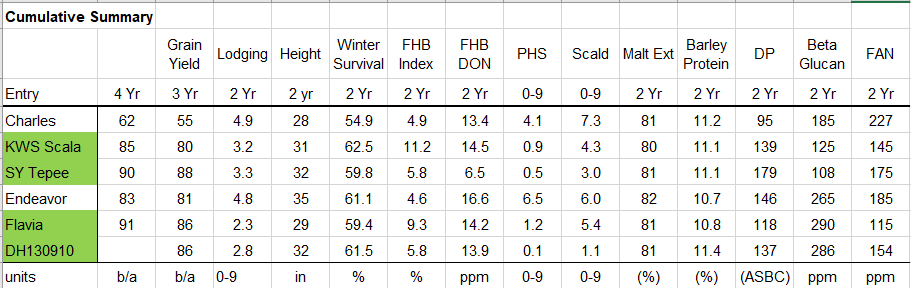 Cumulative Summary
Grain Yield Lodging Height Winter Survival FHB Index FHB DON PHS Scald Malt Ext Barley Protein DP Beta Glucan FAN
Entry 4 Yr 3 Yr 2 Yr 2 yr 2 Yr 2 Yr 2 Yr 0-9 0-9 2 Yr 2 Yr 2 Yr 2 Yr 2 Yr
Charles 62 55 4.9 28 54.9 4.9 13.4 4.1 7.3 81 11.2 95 185 227
KWS Scala 85 80 3.2 31 62.5 11.2 14.5 0.9 4.3 80 11.1 139 125 145
SY Tepee 90 88 3.3 32 59.8 5.8 6.5 0.5 3.0 81 11.1 179 108 175
Endeavor 83 81 4.8 35 61.1 4.6 16.6 6.5 6.0 82 10.7 146 265 185
Flavia 91 86 2.3 29 59.4 9.3 14.2 1.2 5.4 81 10.8 118 290 115
DH130910 86 2.8 32 61.5 5.8 13.9 0.1 1.1 81 11.4 137 286 154
units b/a b/a 0-9 in % % ppm 0-9 0-9 (%) (%) (ASBC) ppm ppm